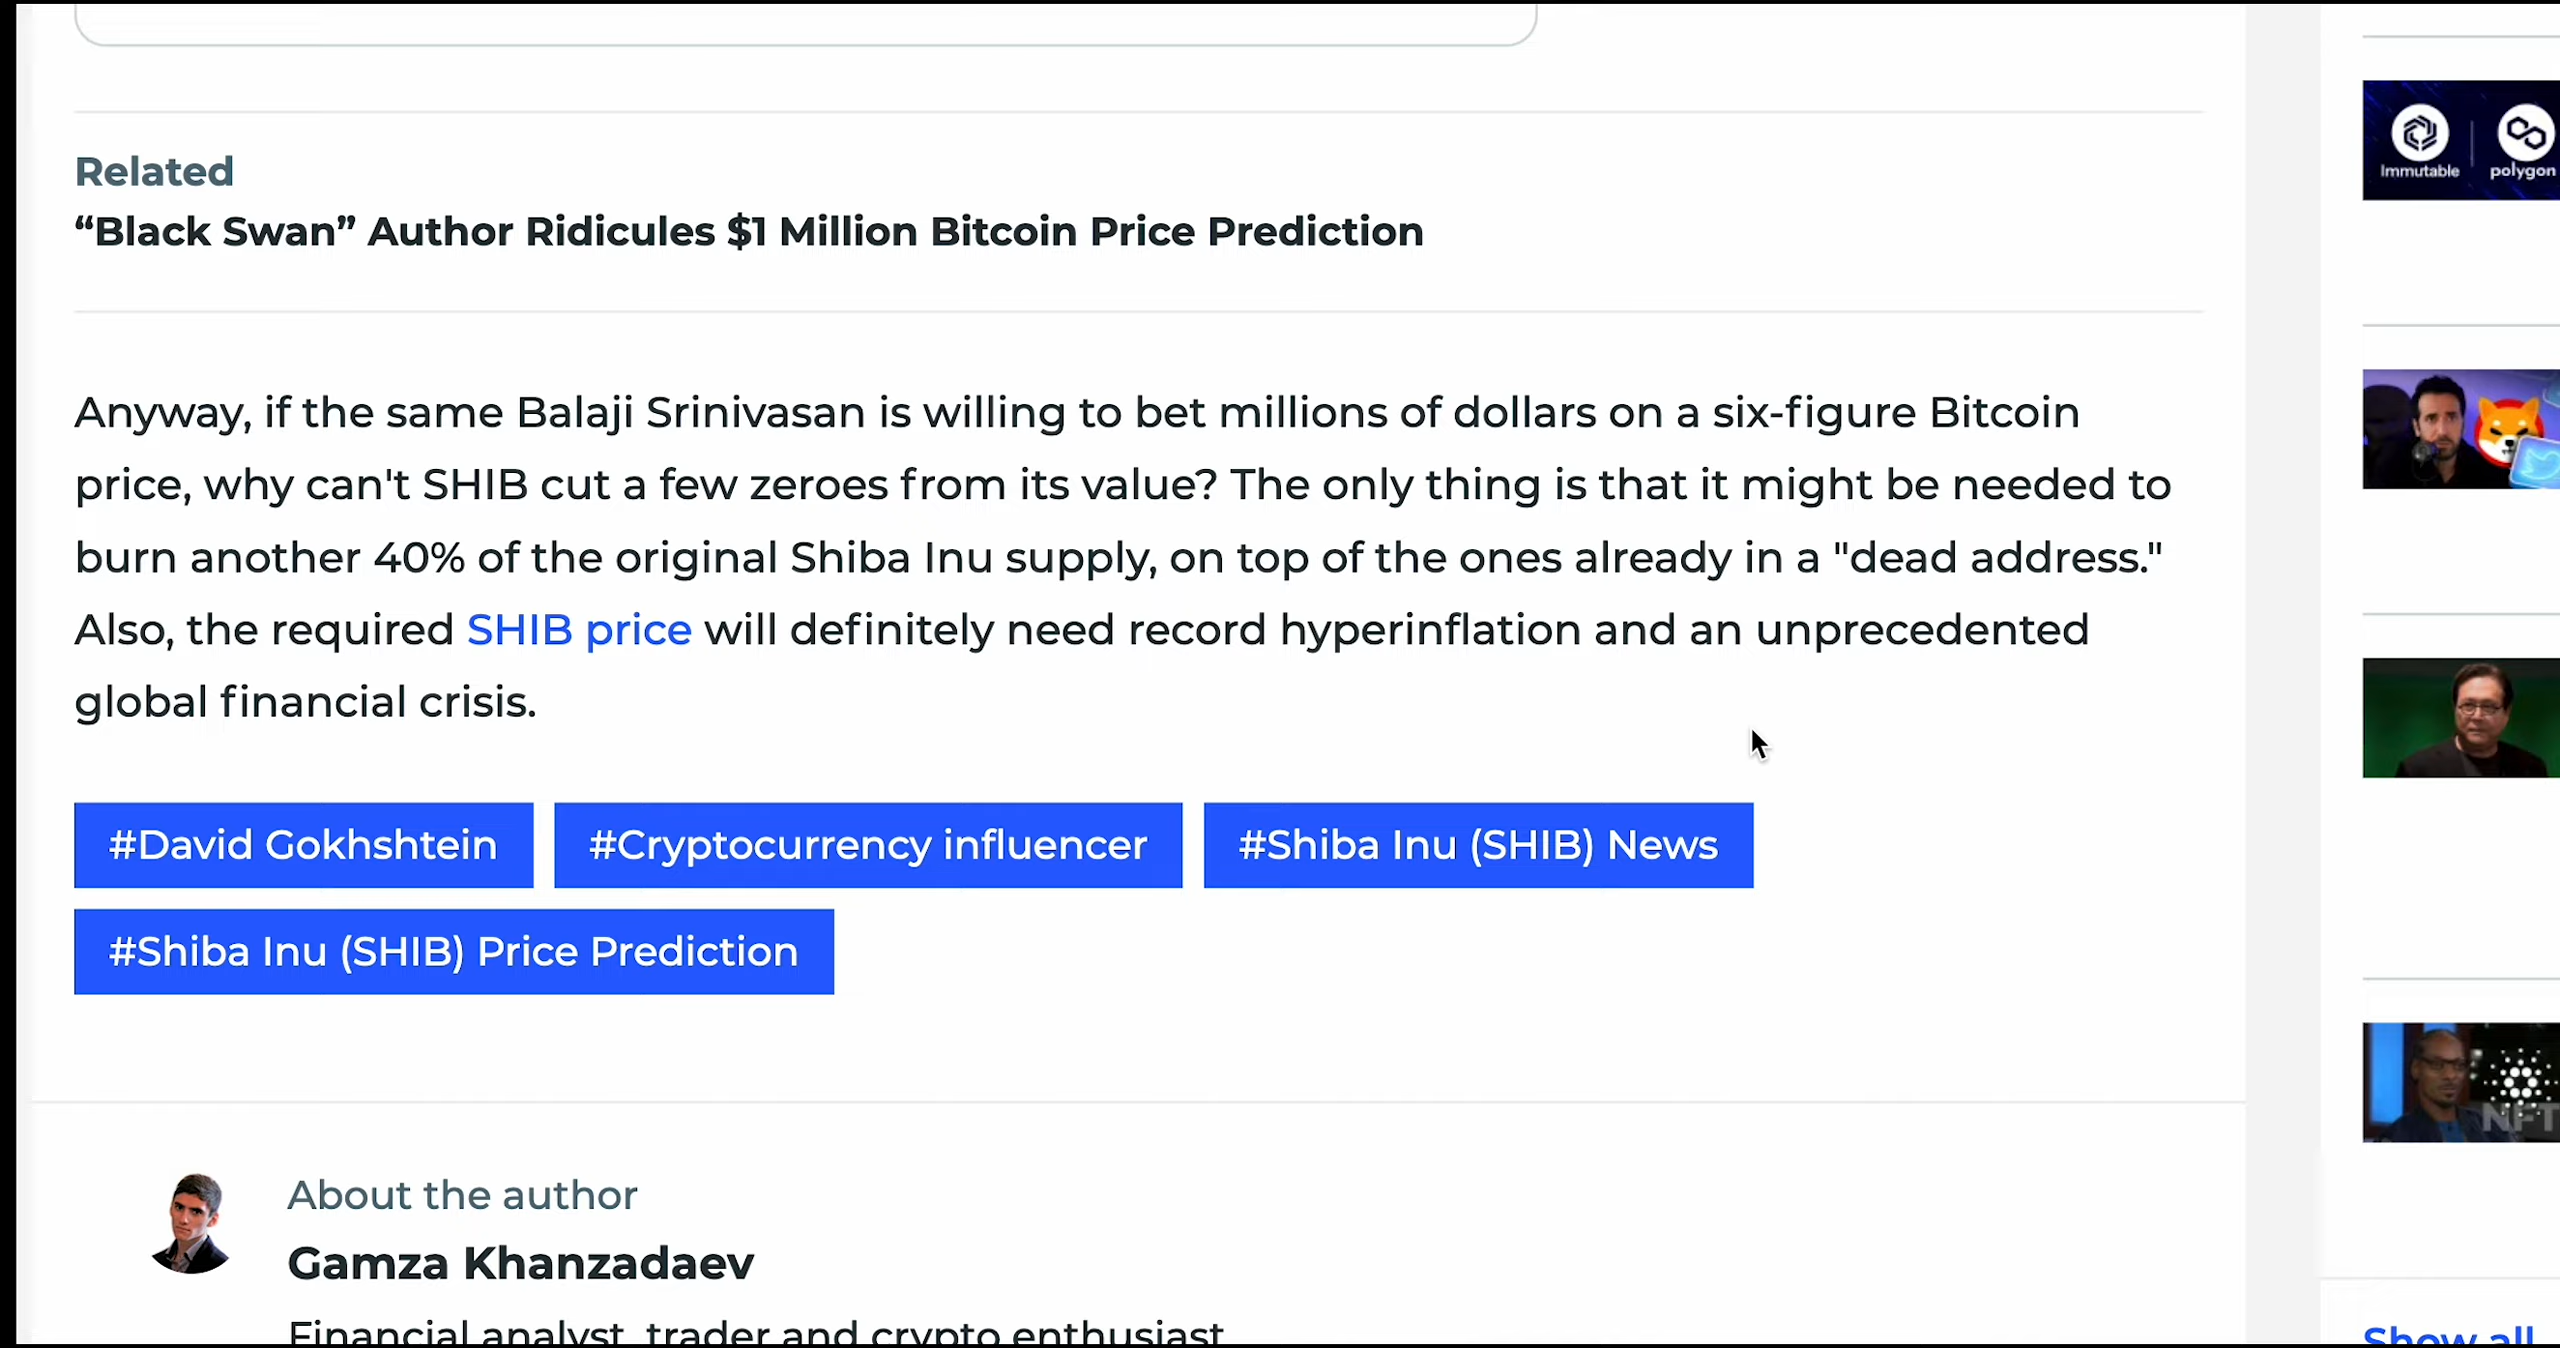 Related
“Black Swan” Author Ridicules $1 Million Bitcoin Price Prediction
Anyway, if the same Balaji Srinivasan is willing to bet millions of dollars on a six-figure Bitcoin
price, why can't SHIB cut a few zeroes from its value? The only thing is that it might be needed to
burn another 40% of the original Shiba Inu supply, on top of the ones already in a "dead address."
Also, the required SHIB price will definitely need record hyperinflation and an unprecedented
global financial crisis.
#David Gokhshtein
#Cryptocurrency influencer
#Shiba Inu (SHIB) News
#Shiba Inu (SHIB) Price Prediction
About the author
Gamza Khanzadaev
Financial analyst, trader and crypto enthusiast
Immutable
polygon
NFT
Show all